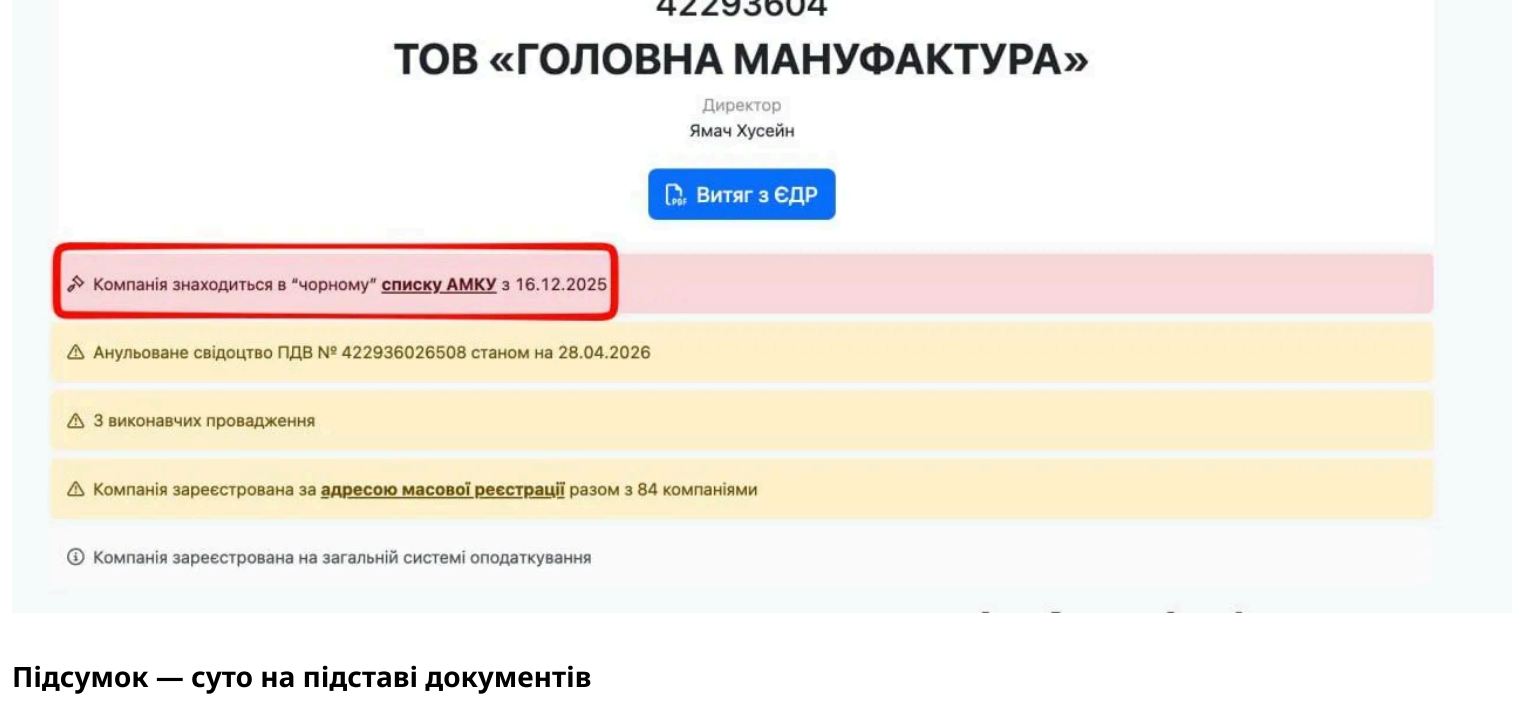 42293604
ТОВ «ГОЛОВНА МАНУФАКТУРА»
Директор
Ямач Хусейн
Витяг з ЄДР
Компанія знаходиться в “чорному” списку АМКУ з 16.12.2025
Анульоване свідоцтво ПДВ № 422936026508 станом на 28.04.2026
3 виконавчих провадження
Компанія зареєстрована за адресою масової реєстрації разом з 84 компаніями
Компанія зареєстрована на загальній системі оподаткування
Підсумок — суто на підставі документів